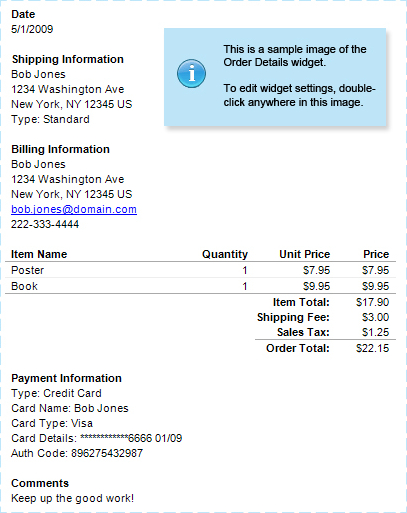 Date
5/1/2009
This is a sample image of the
Order Details widget.
To edit widget settings, double-
click anywhere in this image.
Shipping Information
Bob Jones
1234 Washington Ave
New York, NY 12345 US
Type: Standard
Billing Information
Bob Jones
1234 Washington Ave
New York, NY 12345 US
bob.jones@domain.com
222-333-4444
Item Name Quantity Unit Price Price
Poster 1 $7.95 $7.95
Book 1 $9.95 $9.95
Item Total: $17.90
Shipping Fee: $3.00
Sales Tax: $1.25
Order Total: $22.15
Payment Information
Type: Credit Card
Card Name: Bob Jones
Card Type: Visa
Card Details: ************6666 01/09
Auth Code: 896275432987
Comments
Keep up the good work!